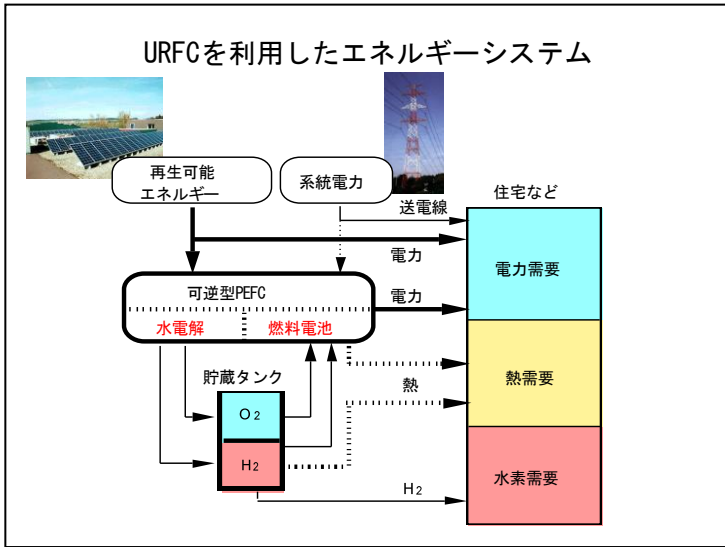 URFCを利用したエネルギーシステム
再生可能
エネルギー
系統電力
送電線
住宅など
電力
電力需要
可逆型PEFC
電力
水電解
燃料電池
熱需要
貯蔵タンク
熱
O2
H2
水素需要
H2